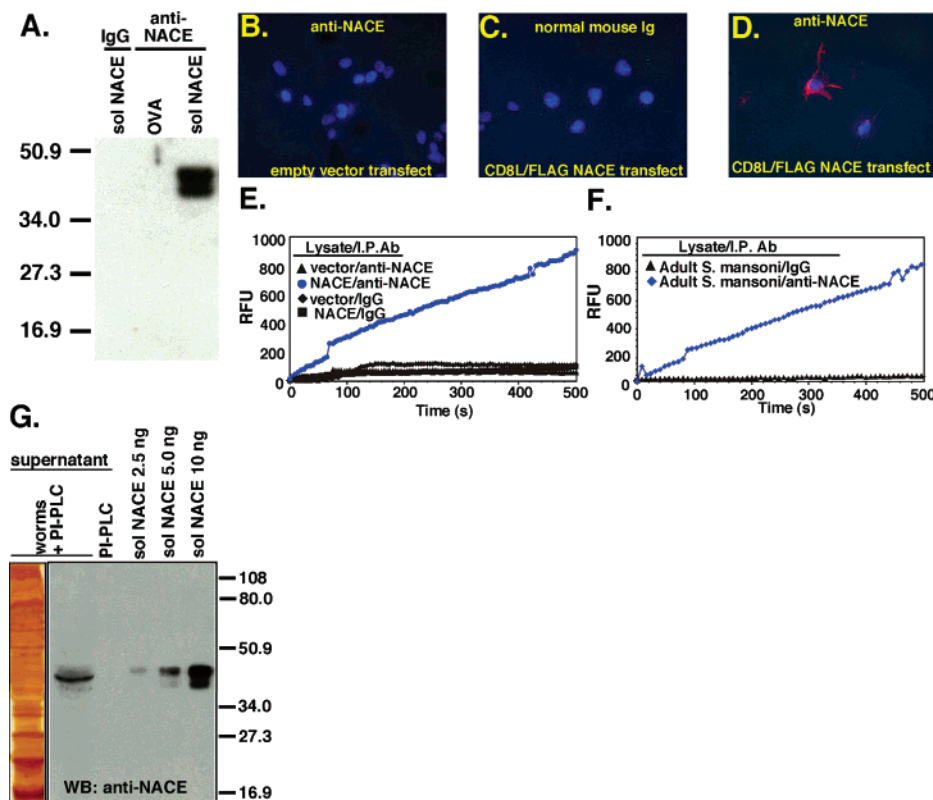 A.
IgG
anti-
NACE
sol NACE
OVA
sol NACE
50.9
34.0
27.3
16.9
B.
anti-NACE
empty vector transfect
C.
normal mouse Ig
CD8L/FLAG NACE transfect
D.
anti-NACE
CD8L/FLAG NACE transfect
E.
1000
800
600
400
200
0
RFU
Lysate/I.P. Ab
vector/anti-NACE
NACE/anti-NACE
vector/IgG
NACE/IgG
0 100 200 300 400 500
Time (s)
F.
1000
800
600
400
200
0
RFU
Lysate/I.P. Ab
Adult S. mansoni/IgG
Adult S. mansoni/anti-NACE
0 100 200 300 400 500
Time (s)
G.
supernatant
worms
+ PI-PLC
PI-PLC
sol NACE 2.5 ng
sol NACE 5.0 ng
sol NACE 10 ng
108
80.0
50.9
34.0
27.3
16.9
WB: anti-NACE